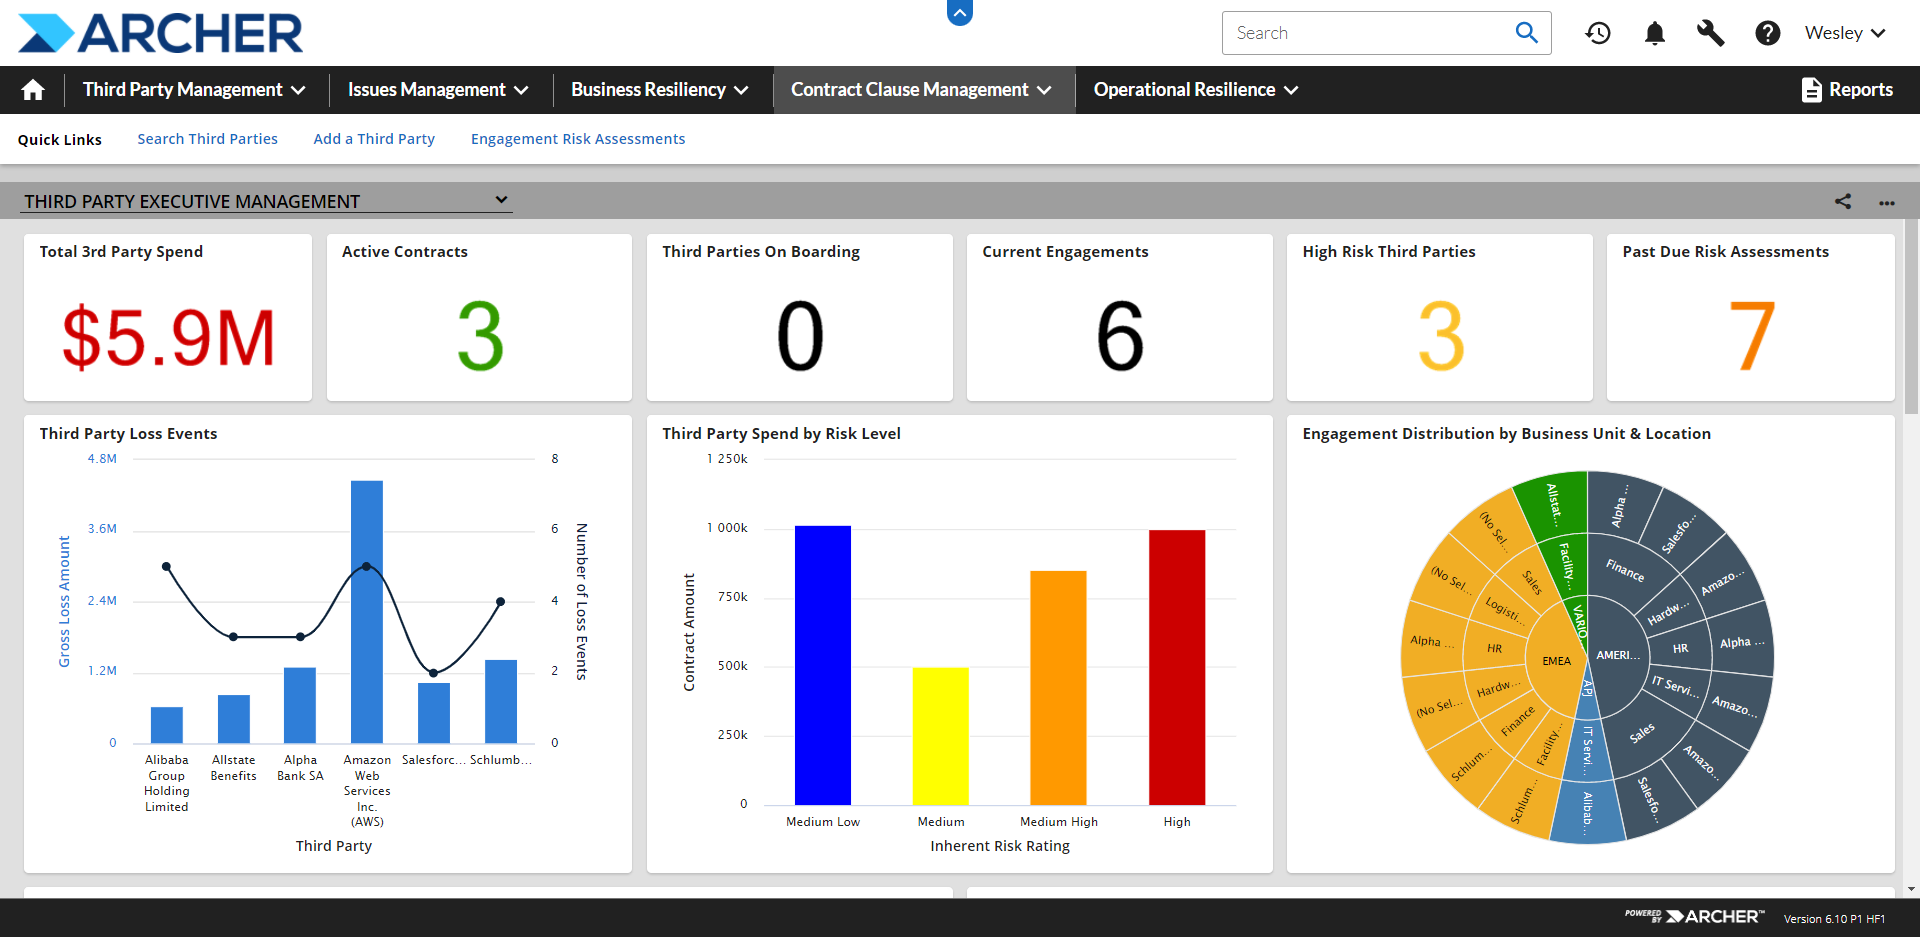 ARCHER
Search
Wesley
Third Party Management
Issues Management
Business Resiliency
Contract Clause Management
Operational Resilience
Reports
Quick Links
Search Third Parties
Add a Third Party
Engagement Risk Assessments
THIRD PARTY EXECUTIVE MANAGEMENT
Total 3rd Party Spend
$5.9M
Active Contracts
3
Third Parties On Boarding
0
Current Engagements
6
High Risk Third Parties
3
Past Due Risk Assessments
7
Third Party Loss Events
4.8M
3.6M
2.4M
1.2M
0
Gross Loss Amount
8
6
4
2
0
Number of Loss Events
Alibaba
Group
Holding
Limited
Allstate
Benefits
Alpha
Bank SA
Amazon
Web
Services
Inc.
(AWS)
Salesforc...
Schlumb...
Third Party
Third Party Spend by Risk Level
1 250k
1 000k
750k
500k
250k
0
Contract Amount
Medium Low
Medium
Medium High
High
Inherent Risk Rating
Engagement Distribution by Business Unit & Location
AMERI...
Finance
Hardw...
HR
IT Servi...
Sales
Alpha ...
Salesfo...
Amazo...
Alpha ...
Amazo...
Amazo...
Salesfo...
APJ
IT Servi...
Alibab...
EMEA
Facility...
Finance
Hardw...
HR
Logisti...
Sales
Schlum...
Schlum...
(No Sel...
Alpha ...
(No Sel...
(No Sel...
VARIO
Facility...
Allstat...
POWERED BY ARCHER™
Version 6.10 P1 HF1